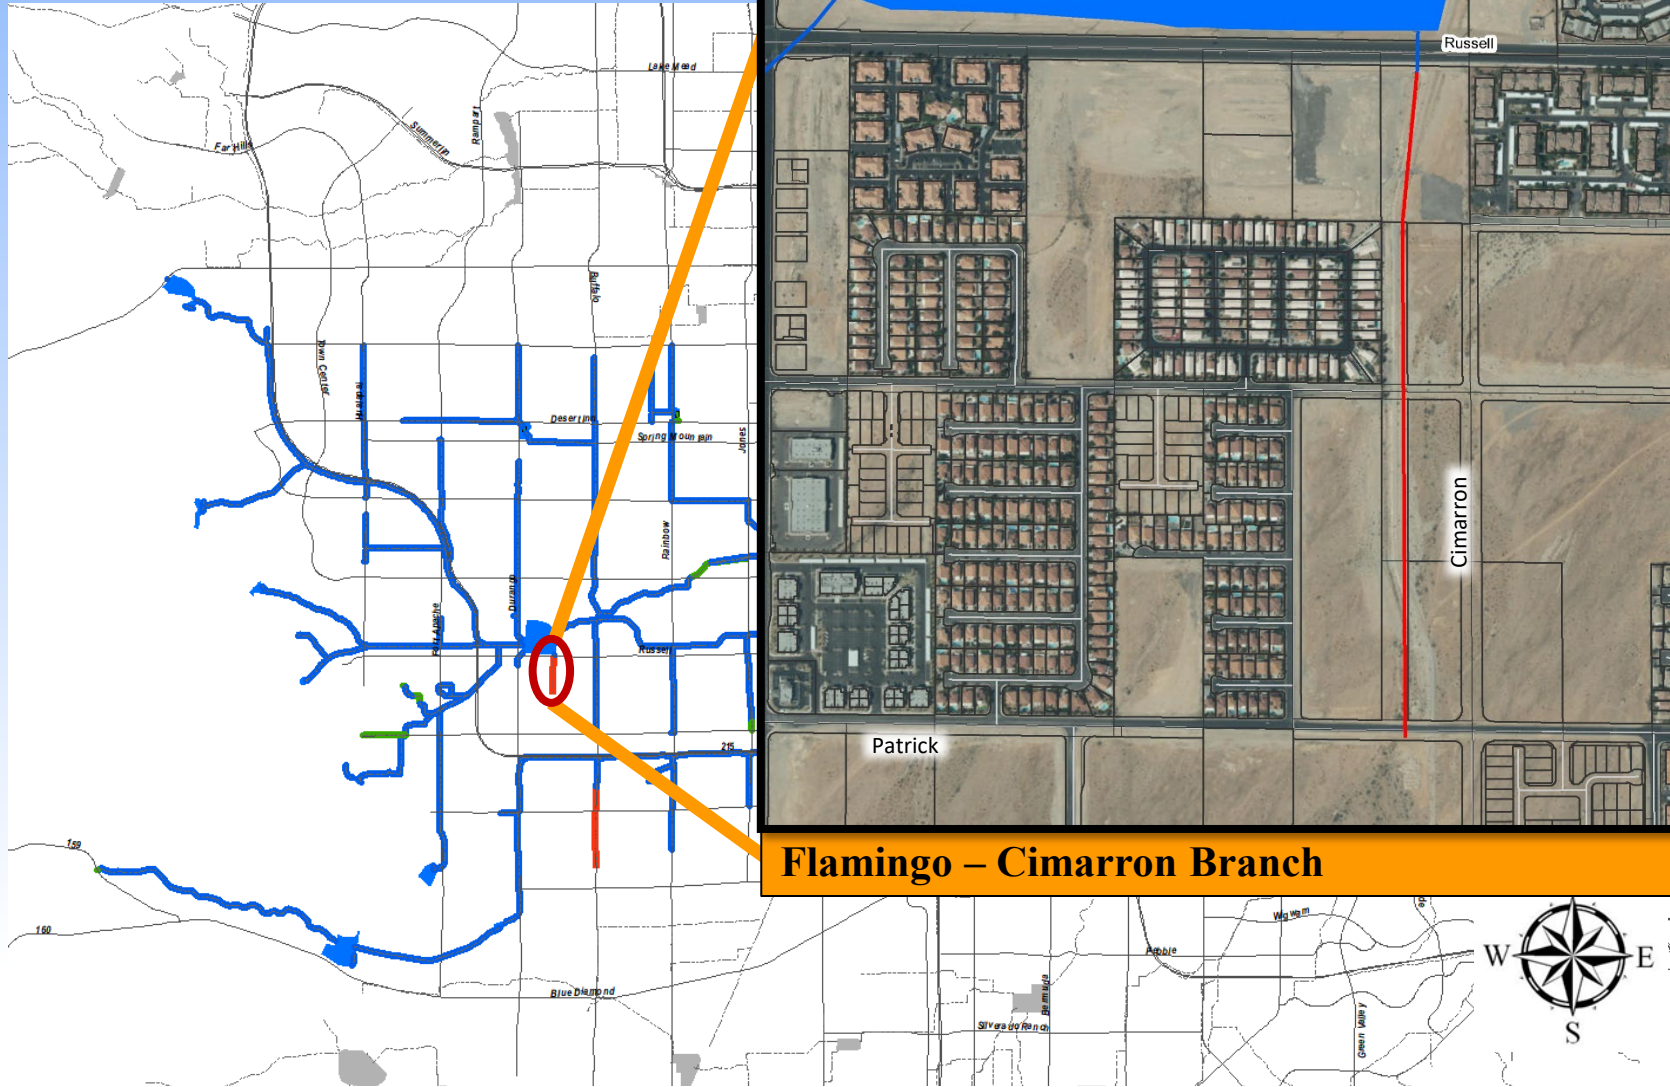 Lake Mead
Russell
Rampart
Summerlin
Far Hills
Buffalo
Town Center
Hualapai
Desert Inn
Spring Mountain
Jones
Cimarron
Rainbow
Durango
Fort Apache
Russell
Patrick
215
159
Flamingo – Cimarron Branch
160
Wigwam
Pebble
W
E
S
Blue Diamond
Bermuda
Silverado Ranch
Green Valley